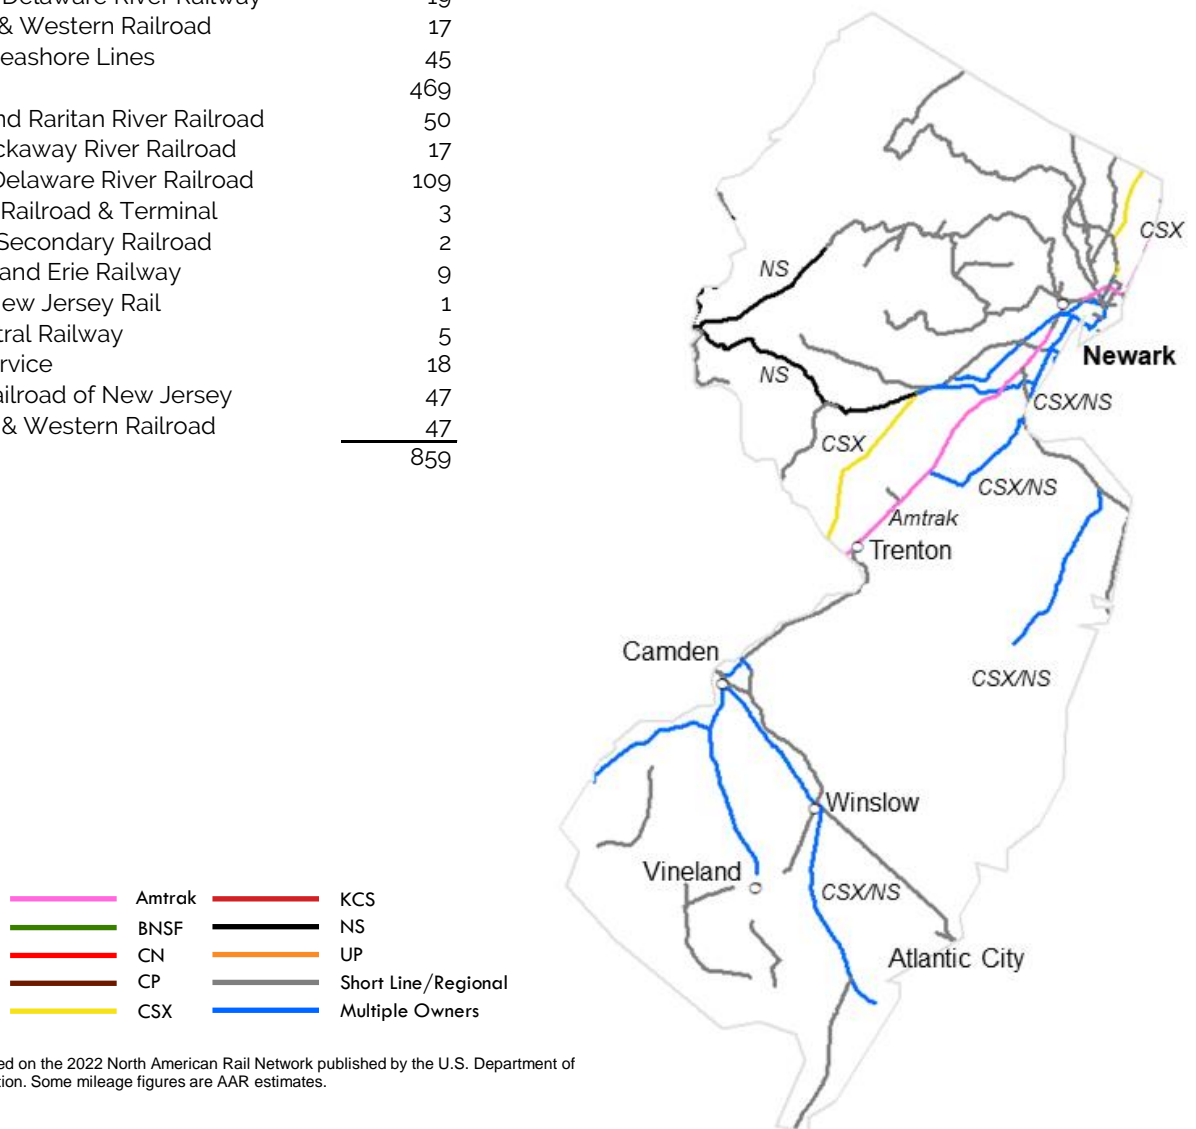 Delaware River Railway 19
& Western Railroad 17
eashore Lines 45
469
nd Raritan River Railroad 50
ckaway River Railroad 17
Delaware River Railroad 109
Railroad & Terminal 3
Secondary Railroad 2
and Erie Railway 9
ew Jersey Rail 1
tral Railway 5
rvice 18
ailroad of New Jersey 47
& Western Railroad 47
859
CSX
NS
Newark
NS
CSX/NS
CSX
CSX/NS
Amtrak
Trenton
Camden
CSX/NS
Winslow
Vineland
CSX/NS
Atlantic City
Amtrak KCS
BNSF NS
CN UP
CP Short Line/Regional
CSX Multiple Owners
ed on the 2022 North American Rail Network published by the U.S. Department of
tion. Some mileage figures are AAR estimates.